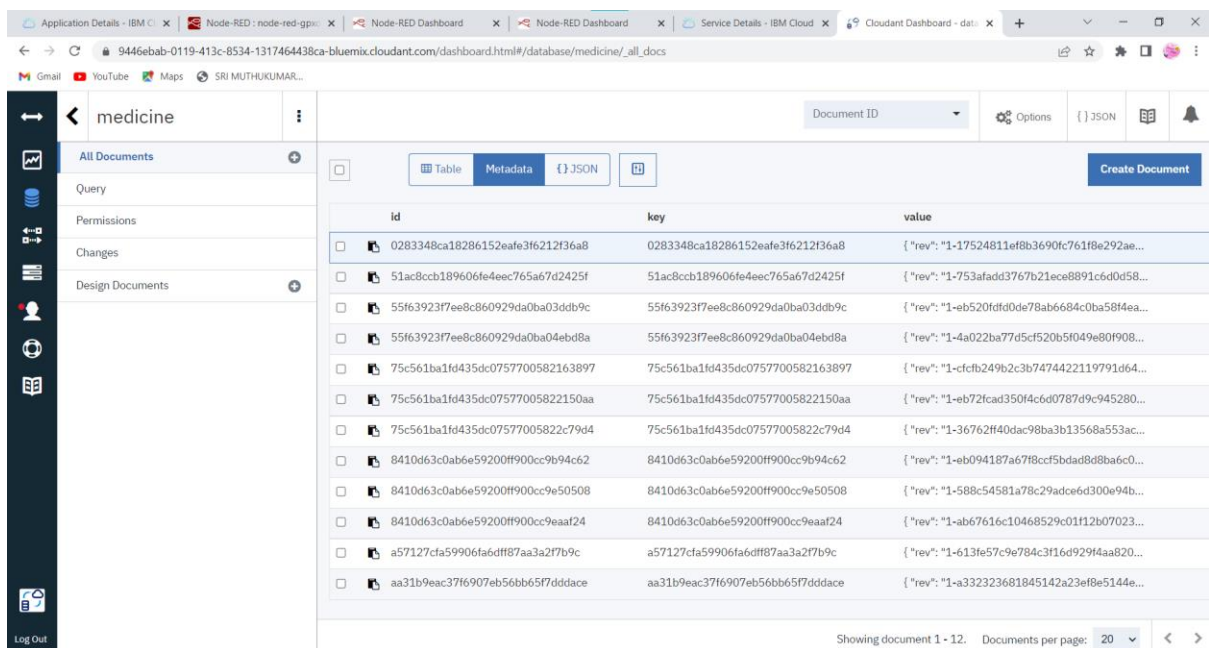 Application Details - IBM Cl
Node-RED : node-red-gpxc
Node-RED Dashboard
Node-RED Dashboard
Service Details - IBM Cloud
Cloudant Dashboard - data
9446ebab-0119-413c-8534-1317464438ca-bluemix.cloudant.com/dashboard.html#/database/medicine/_all_docs
Gmail YouTube Maps SRI MUTHUKUMAR...
medicine
Document ID
Options
{ } JSON
All Documents
Query
Permissions
Changes
Design Documents
Log Out
Table Metadata { } JSON
Create Document
id key value
0283348ca18286152eafe3f6212f36a8 0283348ca18286152eafe3f6212f36a8 { "rev": "1-17524811ef8b3690fc761f8e292ae...
51ac8ccb189606fe4eec765a67d2425f 51ac8ccb189606fe4eec765a67d2425f { "rev": "1-753afadd3767b21ece8891c6d0d58...
55f63923f7ee8c860929da0ba03ddb9c 55f63923f7ee8c860929da0ba03ddb9c { "rev": "1-eb520fdfd0de78ab6684c0ba58f4ea...
55f63923f7ee8c860929da0ba04ebd8a 55f63923f7ee8c860929da0ba04ebd8a { "rev": "1-4a022ba77d5cf520b5f049e80f908...
75c561ba1fd435dc0757700582163897 75c561ba1fd435dc0757700582163897 { "rev": "1-cfcfb249b2c3b7474422119791d64...
75c561ba1fd435dc07577005822150aa 75c561ba1fd435dc07577005822150aa { "rev": "1-eb72fcad350f4c6d0787d9c945280...
75c561ba1fd435dc07577005822c79d4 75c561ba1fd435dc07577005822c79d4 { "rev": "1-36762ff40dac98ba3b13568a553ac...
8410d63c0ab6e59200ff900cc9b94c62 8410d63c0ab6e59200ff900cc9b94c62 { "rev": "1-eb094187a67f8ccf5bdad8d8ba6c0...
8410d63c0ab6e59200ff900cc9e50508 8410d63c0ab6e59200ff900cc9e50508 { "rev": "1-588c54581a78c29adce6d300e94b...
8410d63c0ab6e59200ff900cc9eaaf24 8410d63c0ab6e59200ff900cc9eaaf24 { "rev": "1-ab67616c10468529c01f12b07023...
a57127cfa59906fa6dff87aa3a2f7b9c a57127cfa59906fa6dff87aa3a2f7b9c { "rev": "1-613fe57c9e784c3f16d929f4aa820...
aa31b9eac37f6907eb56bb65f7dddace aa31b9eac37f6907eb56bb65f7dddace { "rev": "1-a332323681845142a23ef8e5144e...
Showing document 1 - 12. Documents per page: 20